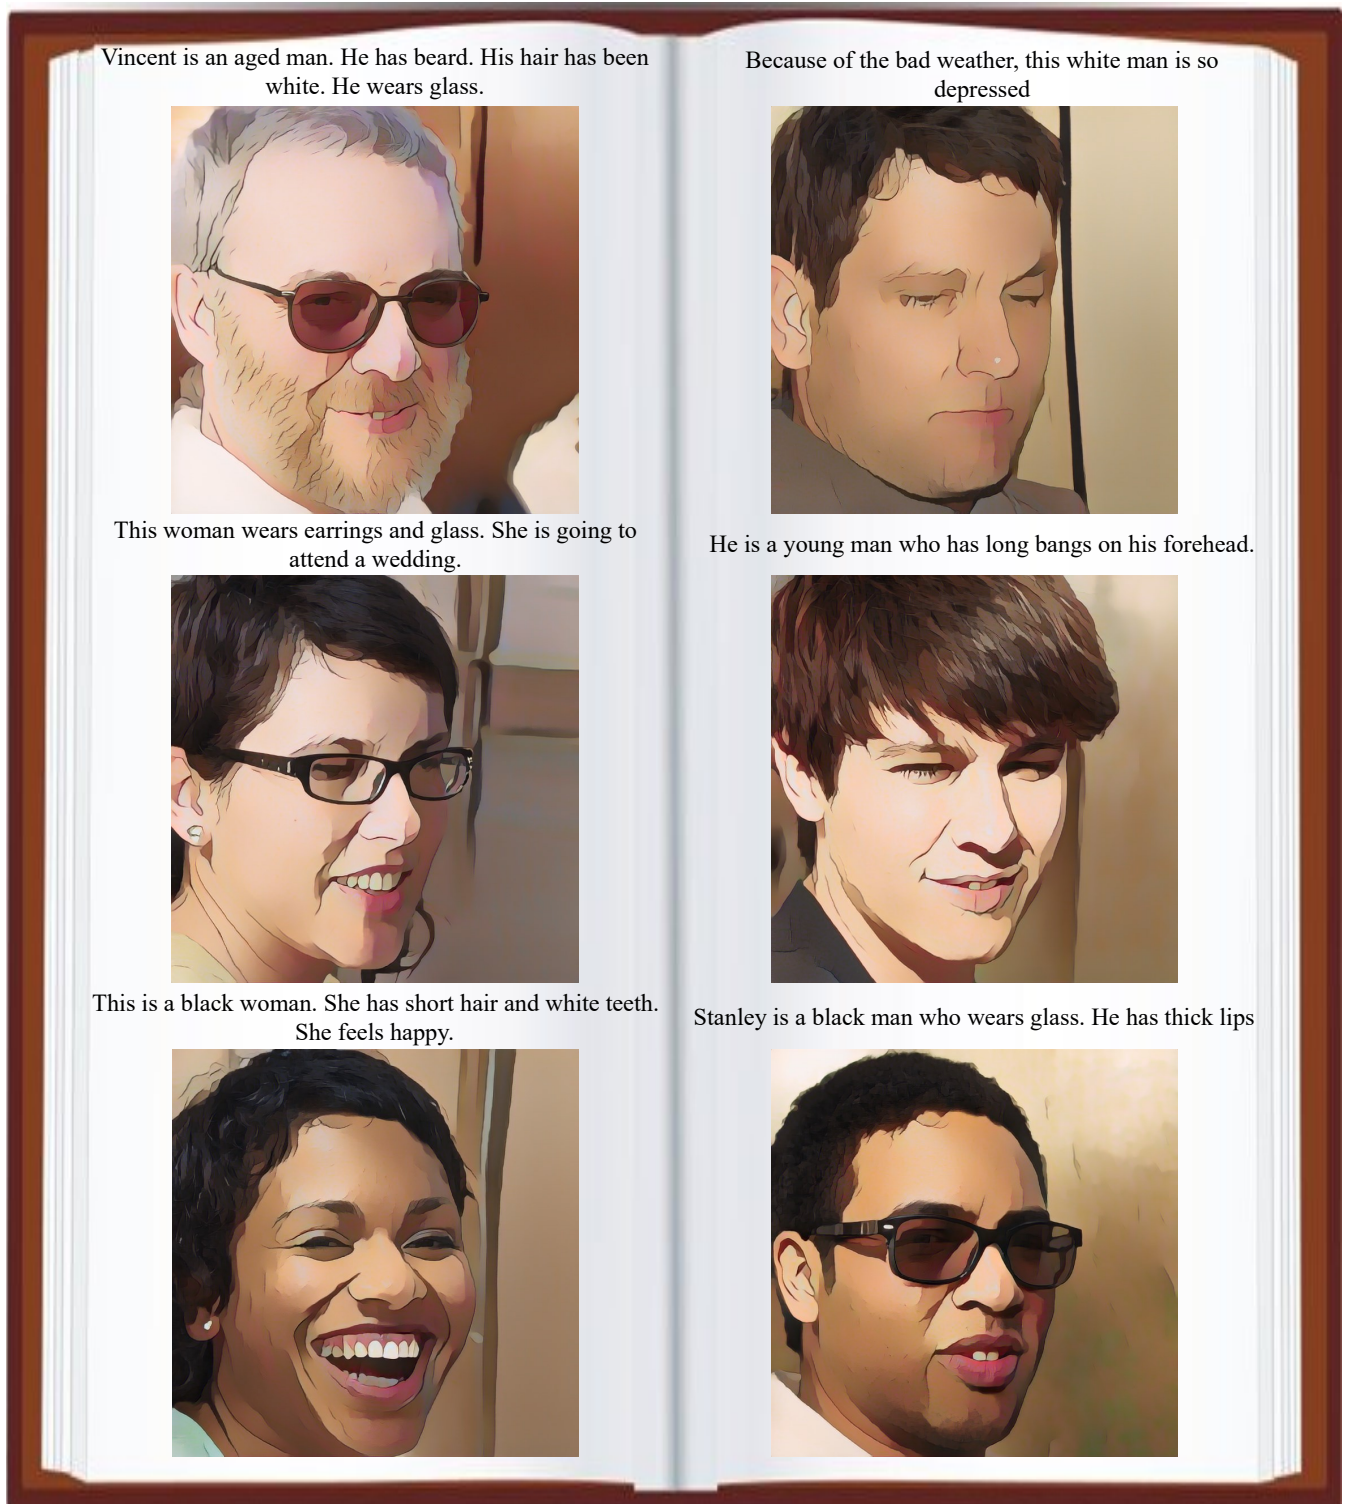 Vincent is an aged man. He has beard. His hair has been
white. He wears glass.
Because of the bad weather, this white man is so
depressed
This woman wears earrings and glass. She is going to
attend a wedding.
He is a young man who has long bangs on his forehead.
This is a black woman. She has short hair and white teeth.
She feels happy.
Stanley is a black man who wears glass. He has thick lips